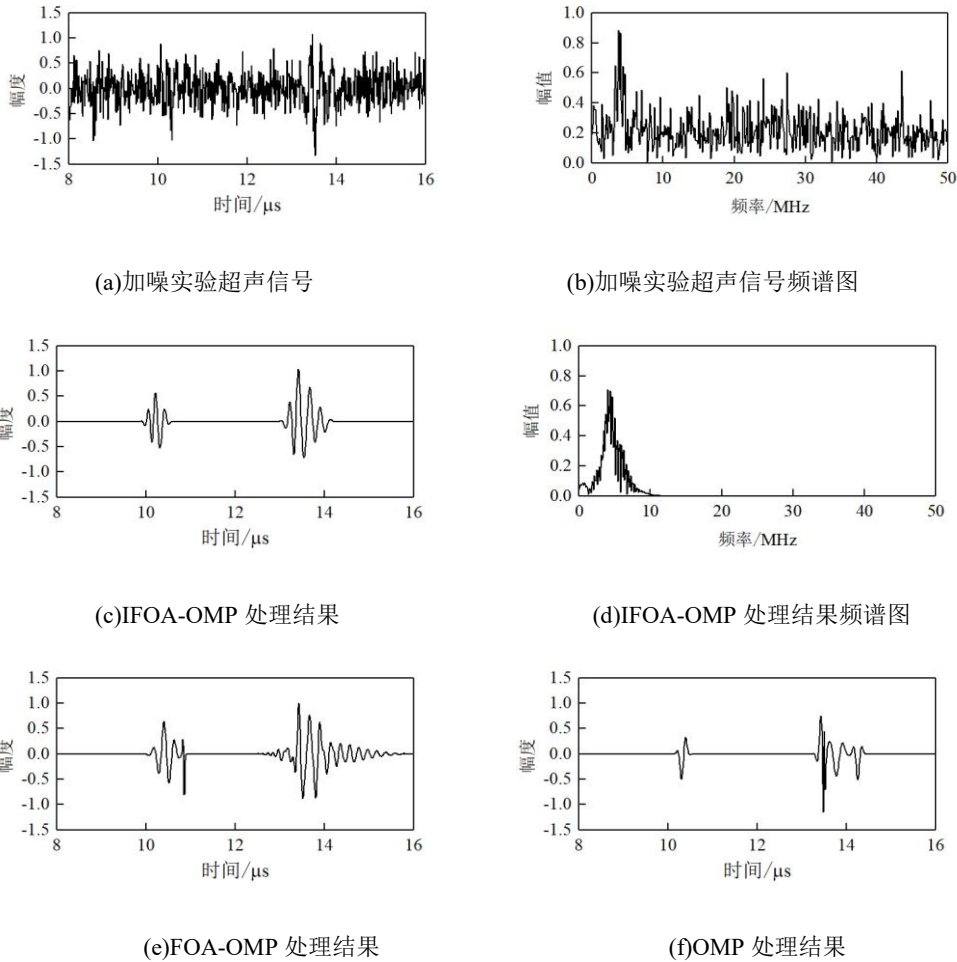 1.5
1.0
0.5
0.0
-0.5
-1.0
-1.5
幅度
8 10 12 14 16
时间/μs
1.0
0.8
0.6
0.4
0.2
0.0
幅值
0 10 20 30 40 50
频率/MHz
(a)加噪实验超声信号
(b)加噪实验超声信号频谱图
1.5
1.0
0.5
0.0
-0.5
-1.0
-1.5
幅度
8 10 12 14 16
时间/μs
1.0
0.8
0.6
0.4
0.2
0.0
幅值
0 10 20 30 40 50
频率/MHz
(c)IFOA-OMP 处理结果
(d)IFOA-OMP 处理结果频谱图
1.5
1.0
0.5
0.0
-0.5
-1.0
-1.5
幅度
8 10 12 14 16
时间/μs
1.5
1.0
0.5
0.0
-0.5
-1.0
-1.5
幅度
8 10 12 14 16
时间/μs
(e)FOA-OMP 处理结果
(f)OMP 处理结果